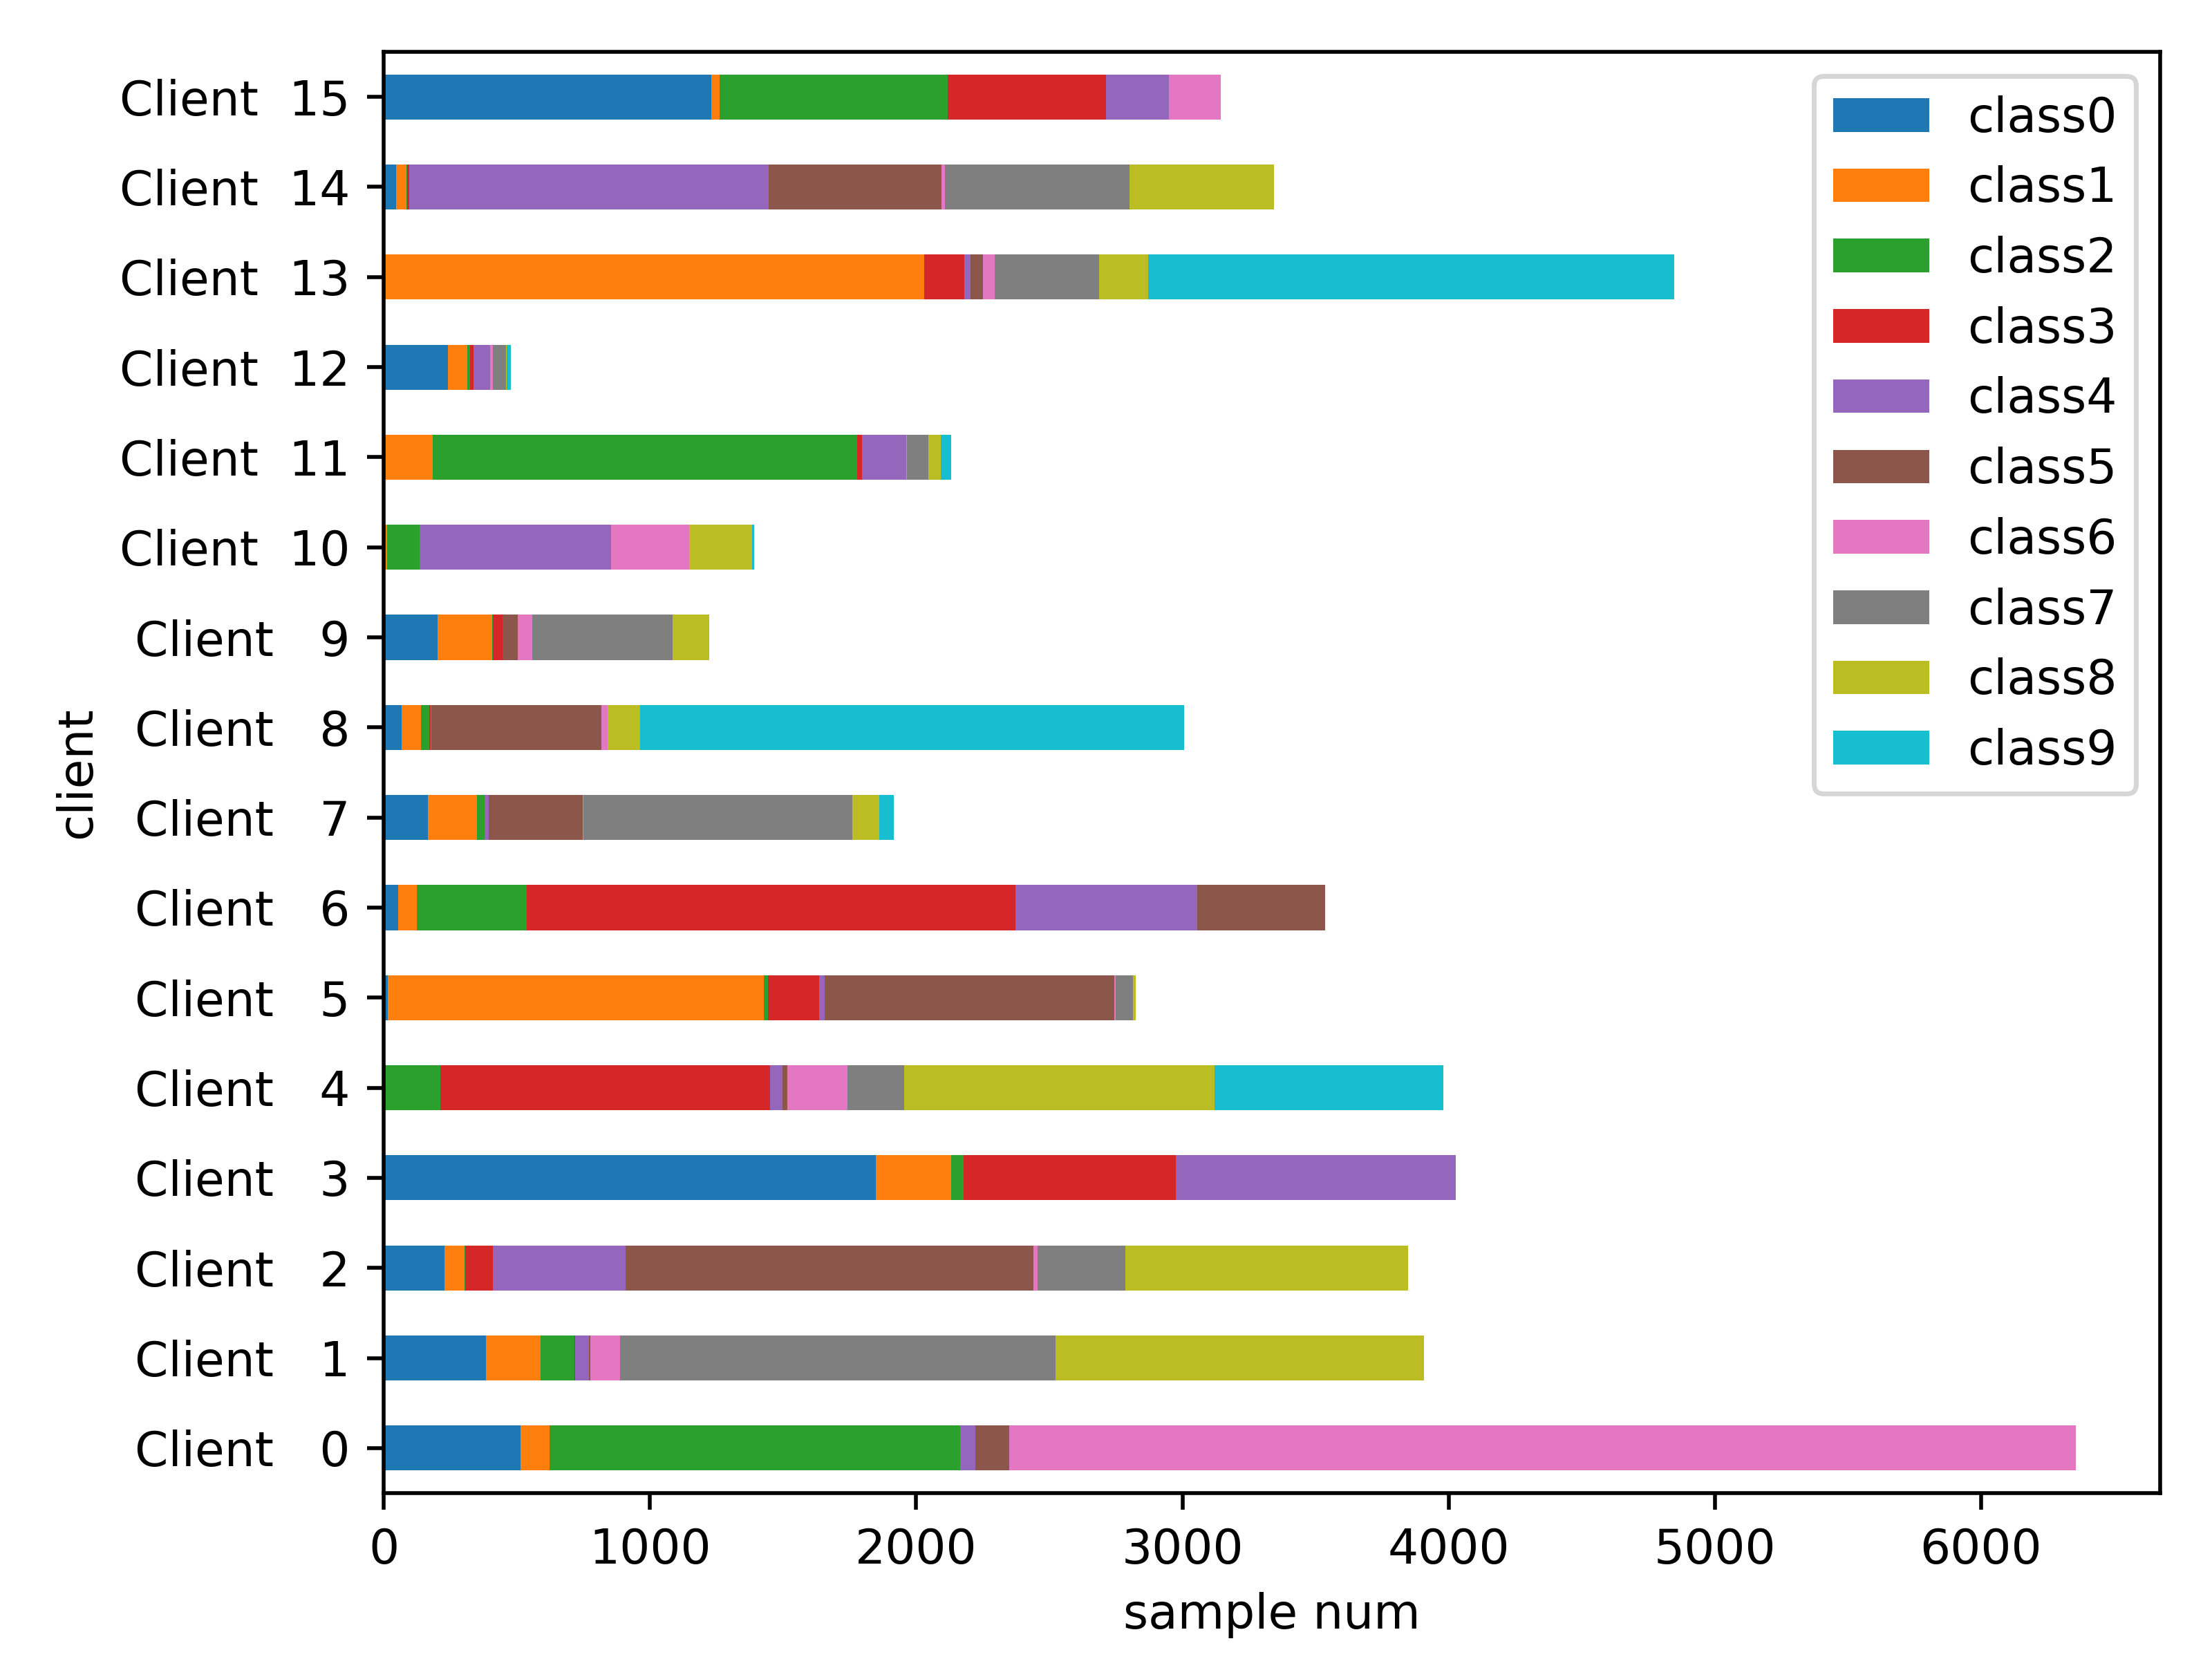 Client 15
Client 14
Client 13
Client 12
Client 11
Client 10
Client 9
Client 8
Client 7
Client 6
Client 5
Client 4
Client 3
Client 2
Client 1
Client 0
client
0 1000 2000 3000 4000 5000 6000
sample num
class0
class1
class2
class3
class4
class5
class6
class7
class8
class9